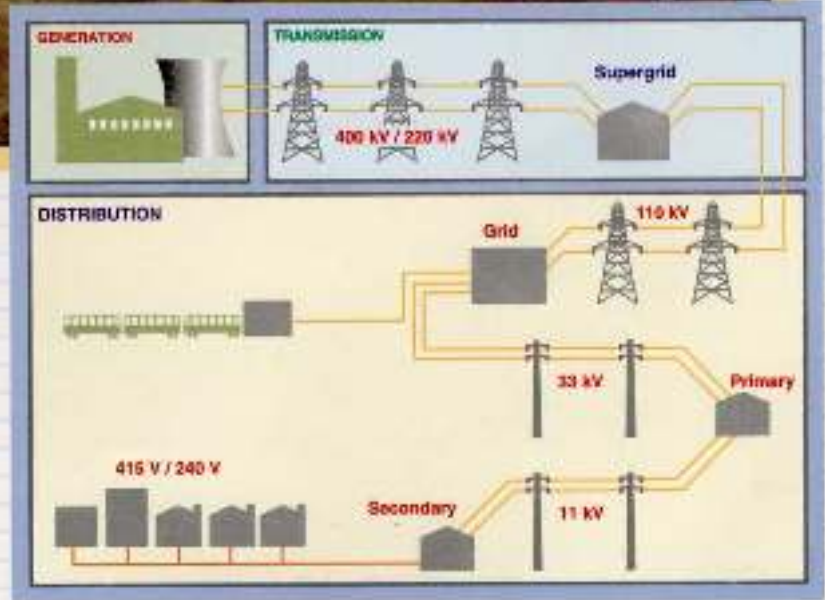 GENERATION
TRANSMISSION
Supergrid
400 kV / 220 kV
DISTRIBUTION
Grid
110 kV
33 kV
Primary
415 V / 240 V
Secondary
11 kV